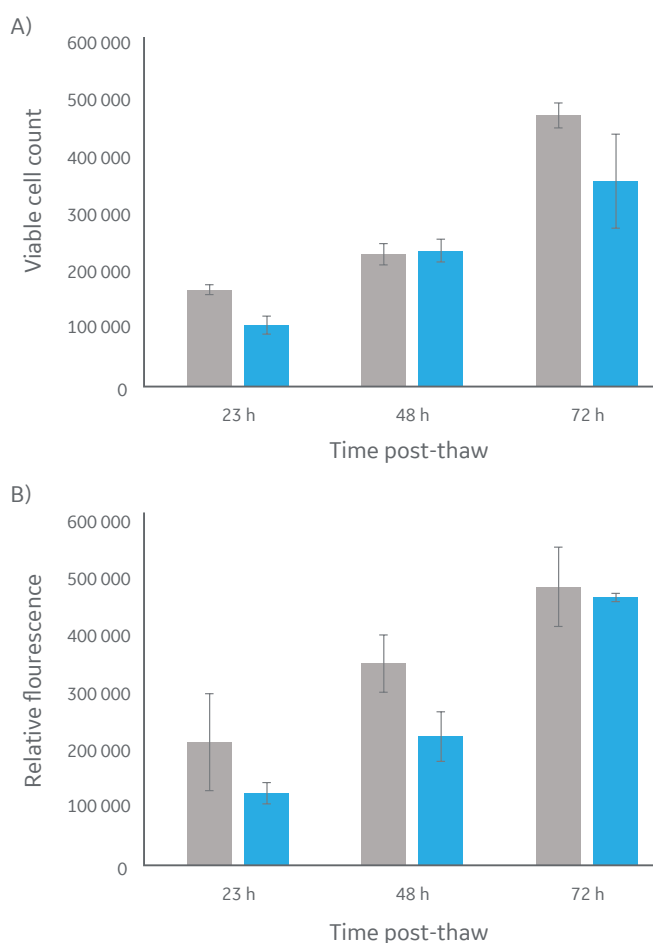 A)
600 000
500 000
400 000
300 000
200 000
100 000
0
Viable cell count
23 h 48 h 72 h
Time post-thaw
B)
600 000
500 000
400 000
300 000
200 000
100 000
0
Relative flourescence
23 h 48 h 72 h
Time post-thaw